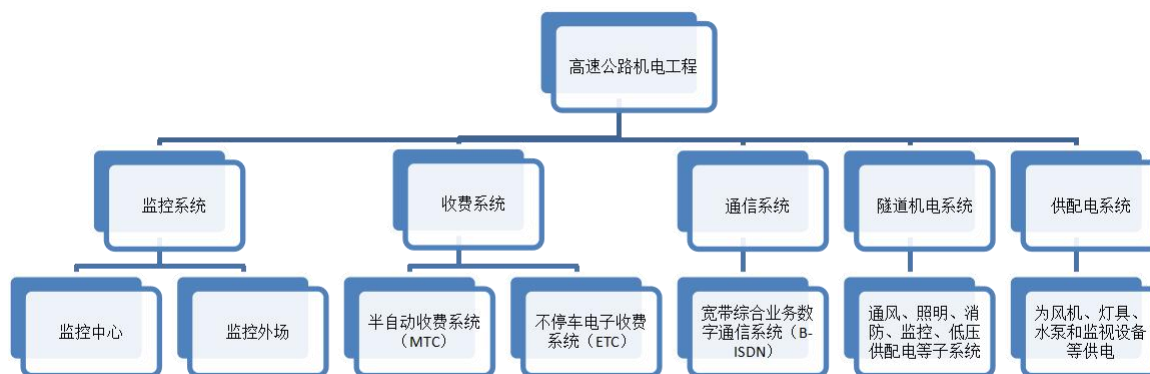 高速公路机电工程
监控系统
收费系统
通信系统
隧道机电系统
供配电系统
监控中心
监控外场
半自动收费系统
（MTC）
不停车电子收费
系统（ETC）
宽带综合业务数
字通信系统（B-
ISDN）
通风、照明、消
防、监控、低压
供配电等子系统
为风机、灯具、
水泵和监视设备
等供电